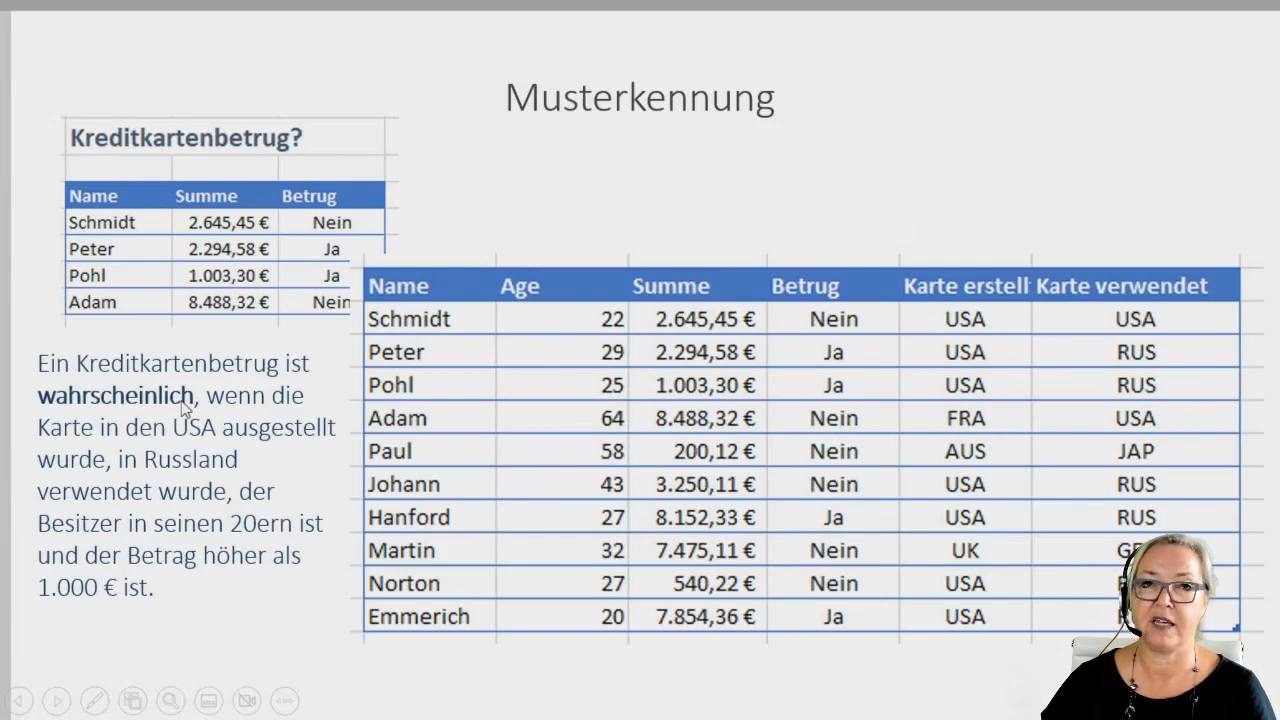 Musterkennung
Kreditkartenbetrug?
Name Summe Betrug
Schmidt 2.645,45 € Nein
Peter 2.294,58 € Ja
Pohl 1.003,30 € Ja
Adam 8.488,32 € Nein
Ein Kreditkartenbetrug ist
wahrscheinlich, wenn die
Karte in den USA ausgestellt
wurde, in Russland
verwendet wurde, der
Besitzer in seinen 20ern ist
und der Betrag höher als
1.000 € ist.
Name Age Summe Betrug Karte erstell Karte verwendet
Schmidt 22 2.645,45 € Nein USA USA
Peter 29 2.294,58 € Ja USA RUS
Pohl 25 1.003,30 € Ja USA RUS
Adam 64 8.488,32 € Nein FRA USA
Paul 58 200,12 € Nein AUS JAP
Johann 43 3.250,11 € Nein USA RUS
Hanford 27 8.152,33 € Ja USA RUS
Martin 32 7.475,11 € Nein UK
Norton 27 540,22 € Nein USA
Emmerich 20 7.854,36 € Ja USA